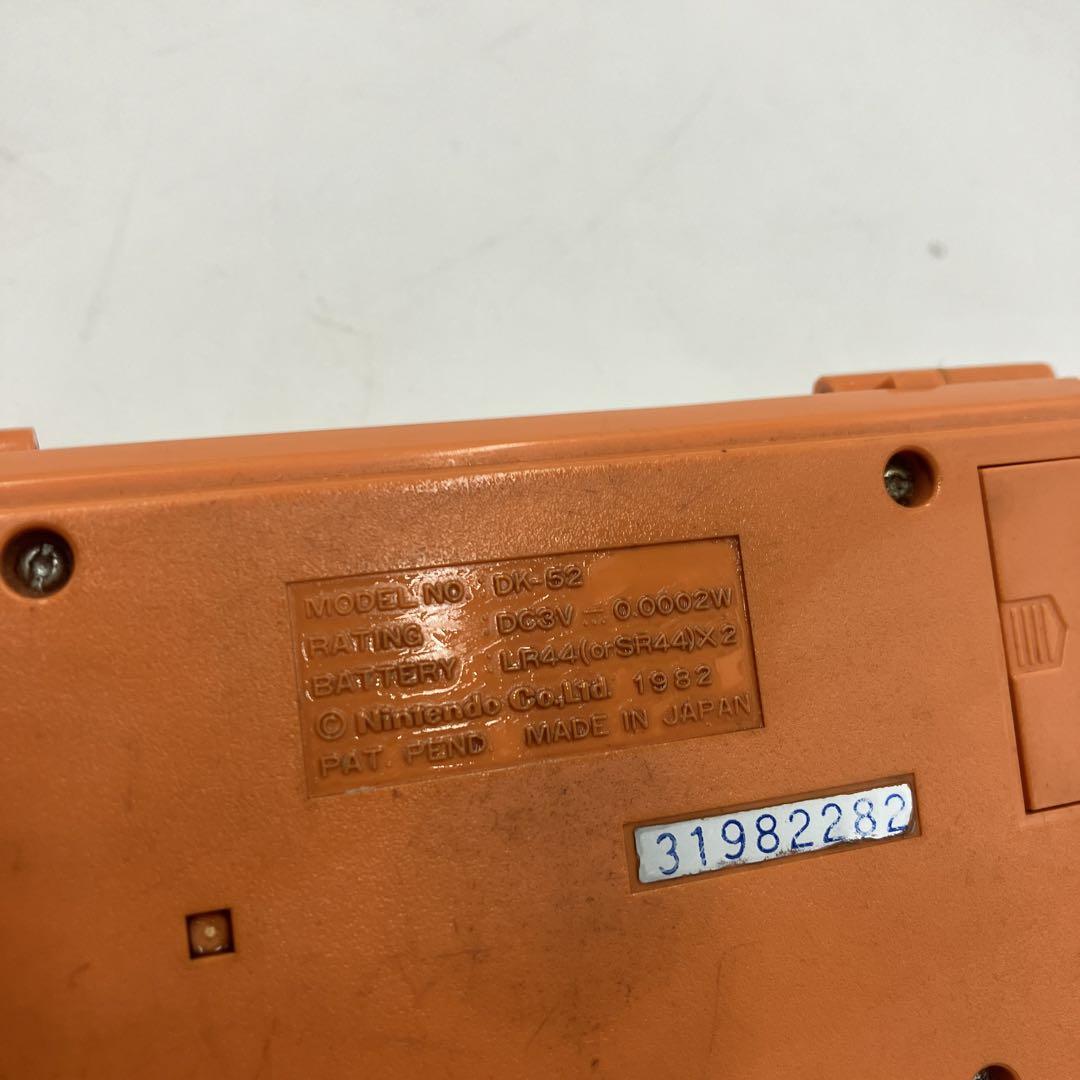 MODEL NO. : DK-52
RATING : DC3V ⎓ 0.0002W
BATTERY : LR44(or SR44)×2
© Nintendo Co.,Ltd. 1982
PAT. PEND. MADE IN JAPAN
31982282